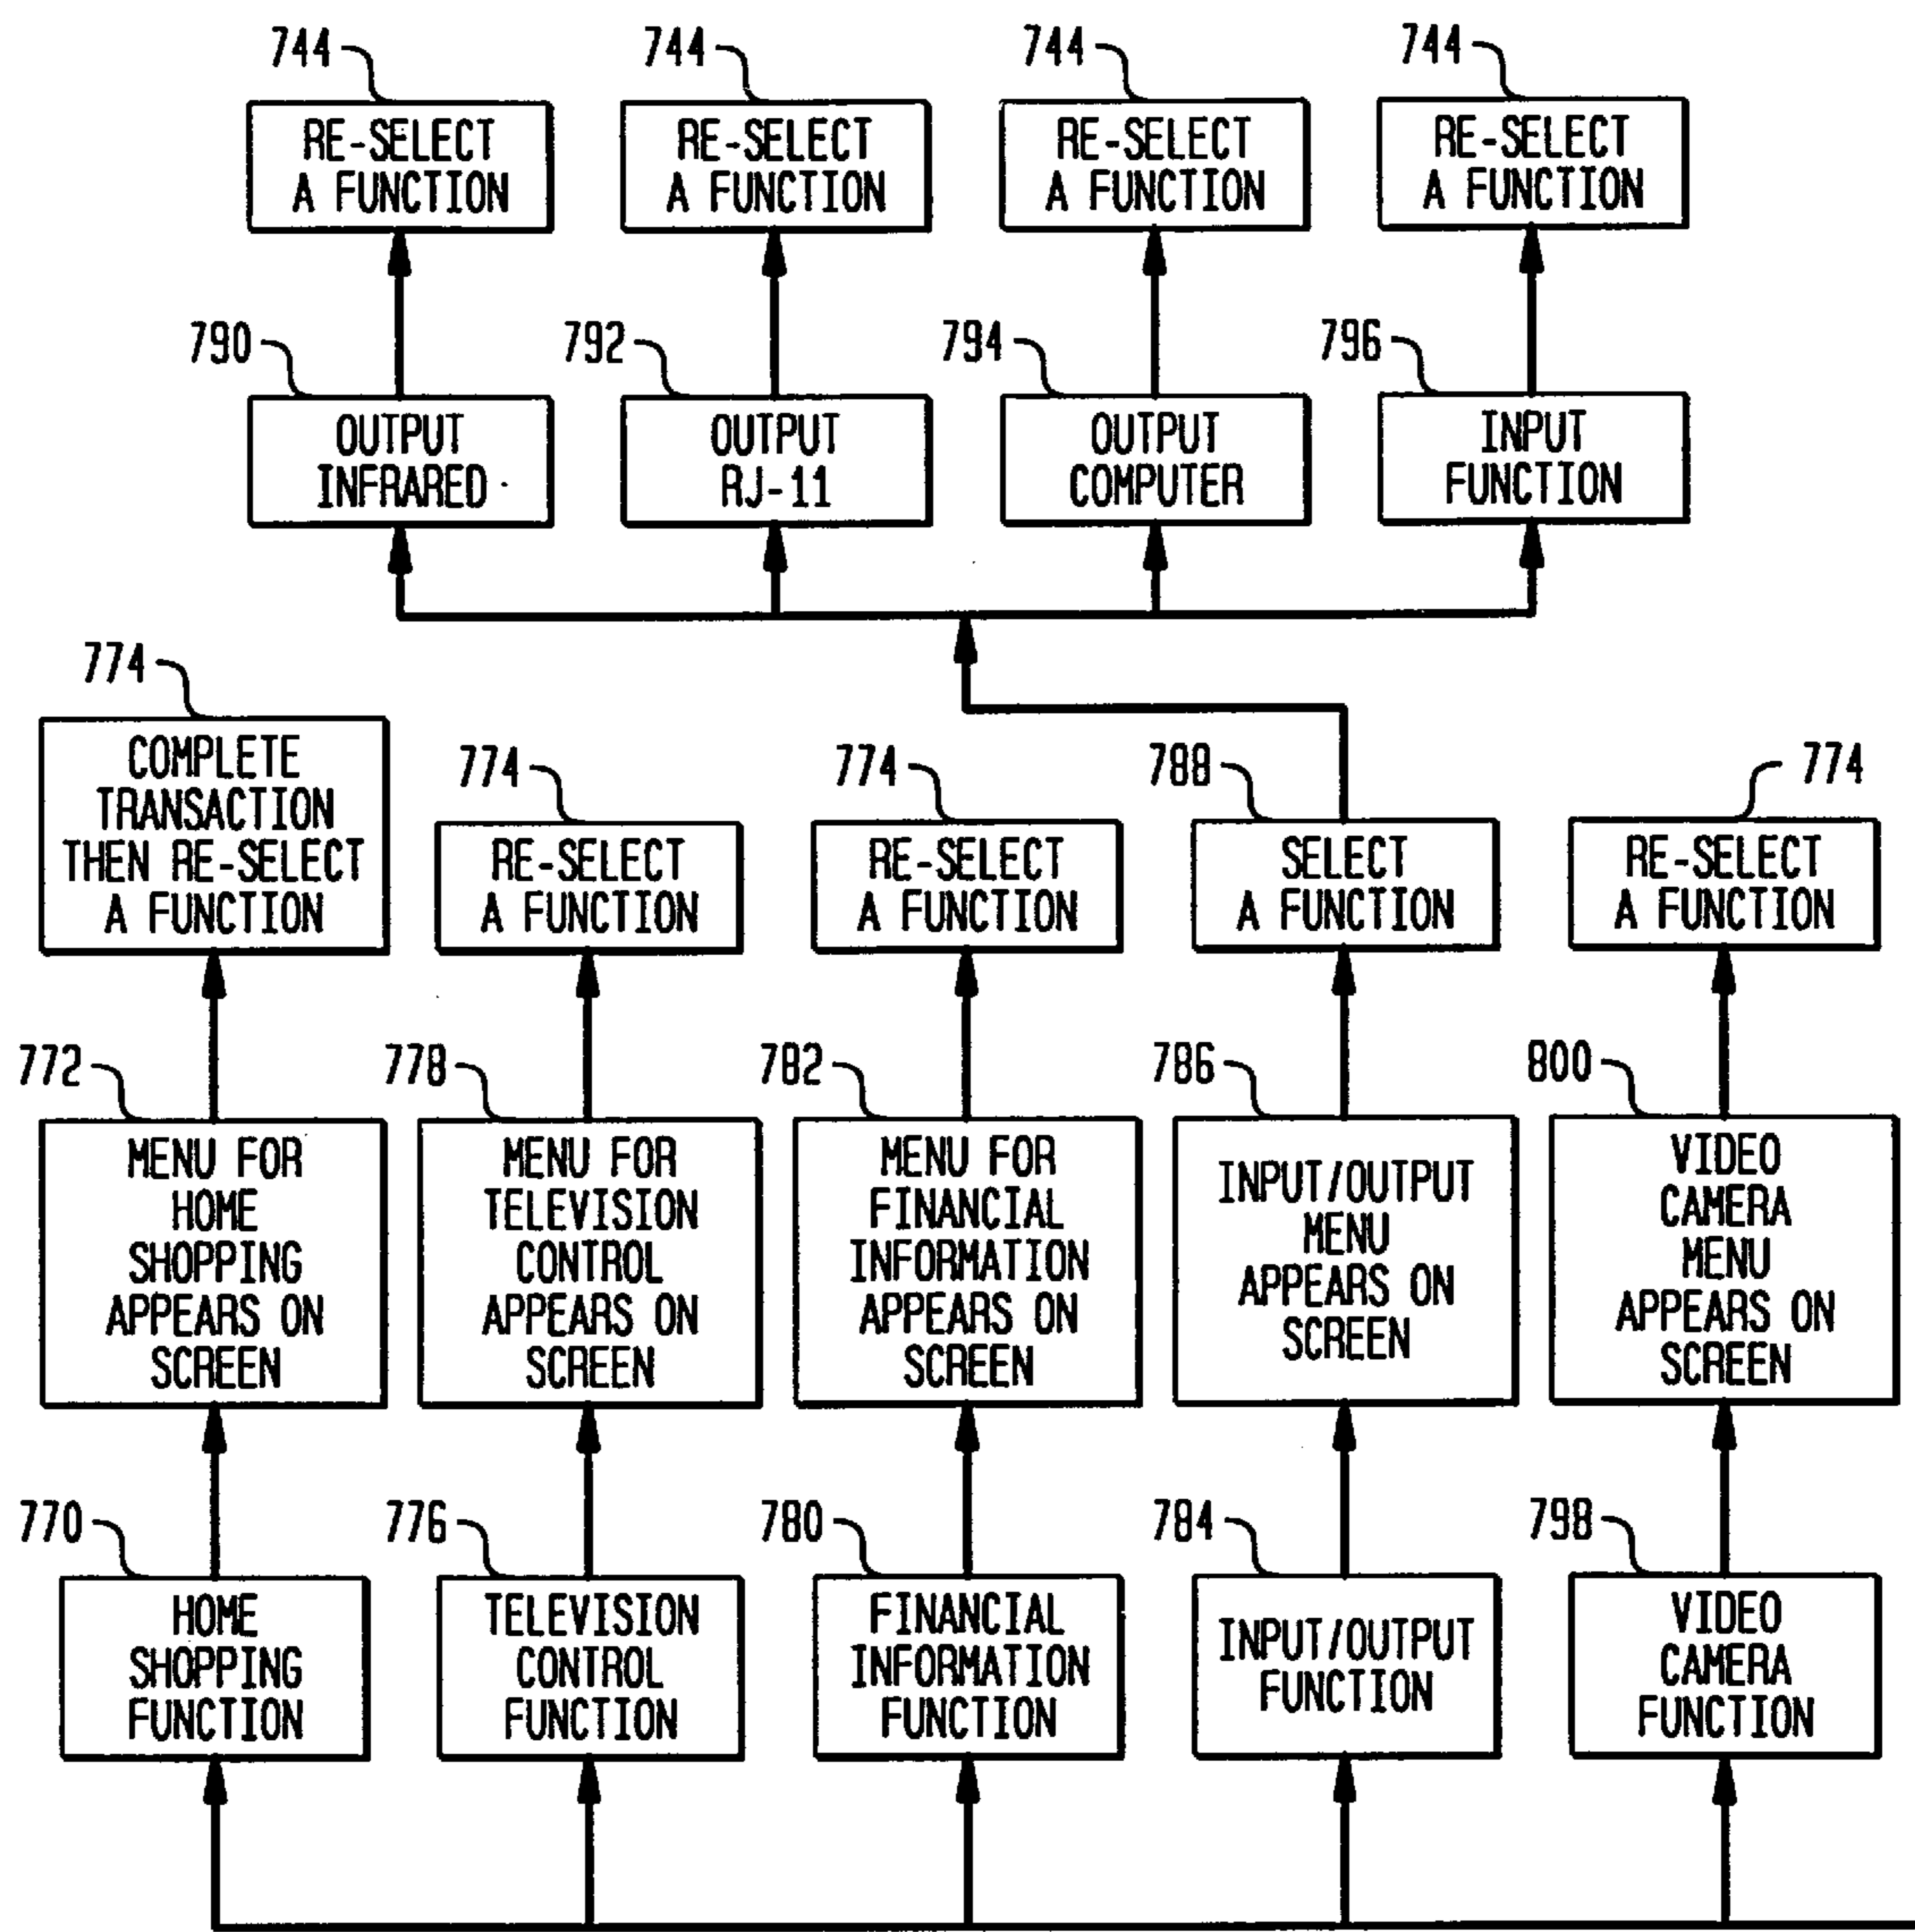 744
744
744
744
RE-SELECT
A FUNCTION
RE-SELECT
A FUNCTION
RE-SELECT
A FUNCTION
RE-SELECT
A FUNCTION
790
792
794
796
OUTPUT
INFRARED
OUTPUT
RJ-11
OUTPUT
COMPUTER
INPUT
FUNCTION
774
COMPLETE
TRANSACTION
THEN RE-SELECT
A FUNCTION
774
RE-SELECT
A FUNCTION
774
RE-SELECT
A FUNCTION
788
SELECT
A FUNCTION
774
RE-SELECT
A FUNCTION
772
MENU FOR
HOME
SHOPPING
APPEARS ON
SCREEN
778
MENU FOR
TELEVISION
CONTROL
APPEARS ON
SCREEN
782
MENU FOR
FINANCIAL
INFORMATION
APPEARS ON
SCREEN
786
INPUT/OUTPUT
MENU
APPEARS ON
SCREEN
800
VIDEO
CAMERA
MENU
APPEARS ON
SCREEN
770
HOME
SHOPPING
FUNCTION
776
TELEVISION
CONTROL
FUNCTION
780
FINANCIAL
INFORMATION
FUNCTION
784
INPUT/OUTPUT
FUNCTION
798
VIDEO
CAMERA
FUNCTION